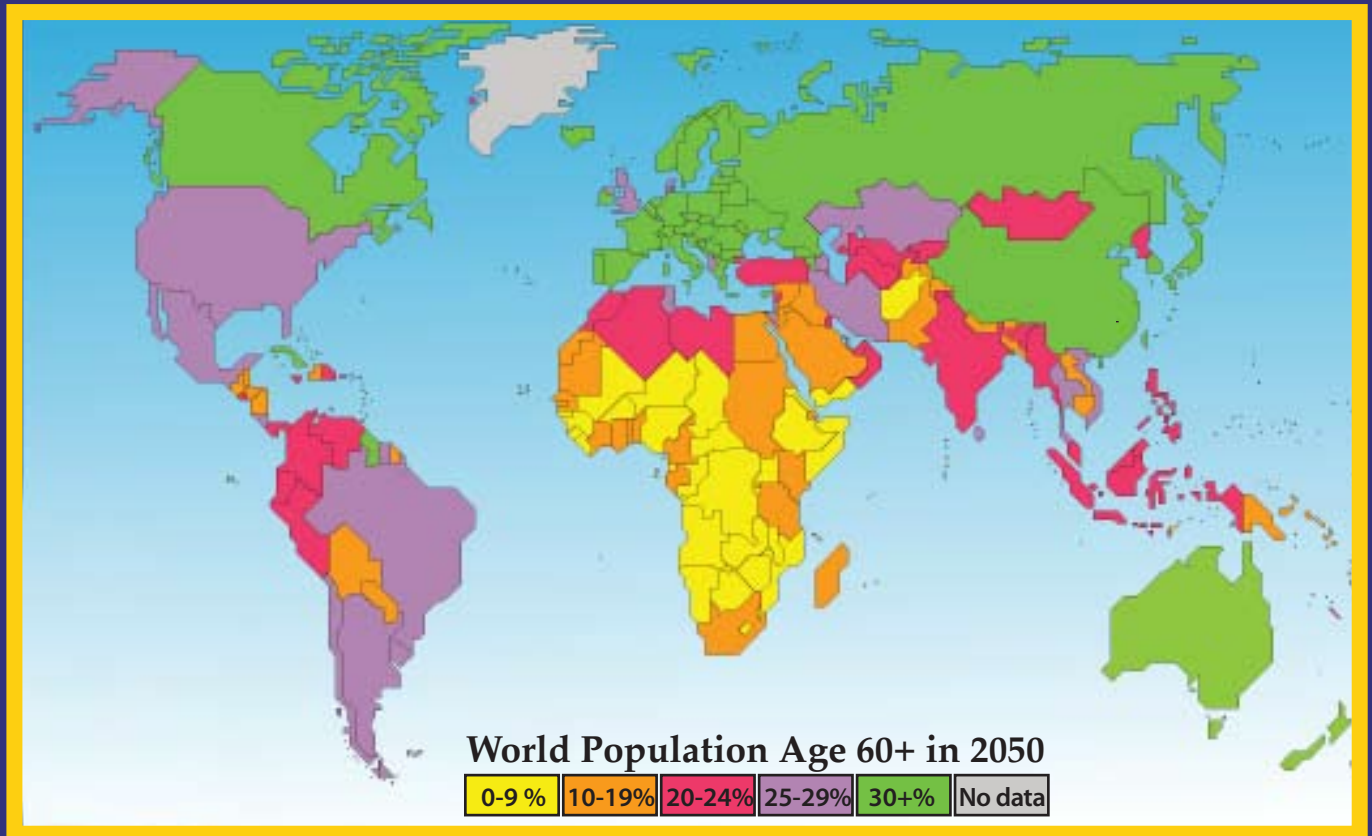 World Population Age 60+ in 2050
0-9 % 10-19% 20-24% 25-29% 30+% No data